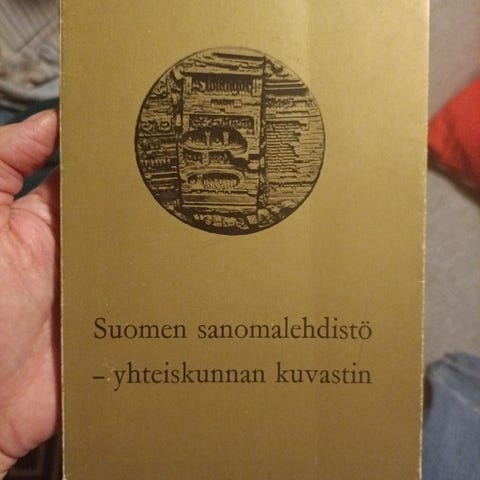 Suomen sanomalehdistö
– yhteiskunnan kuvastin